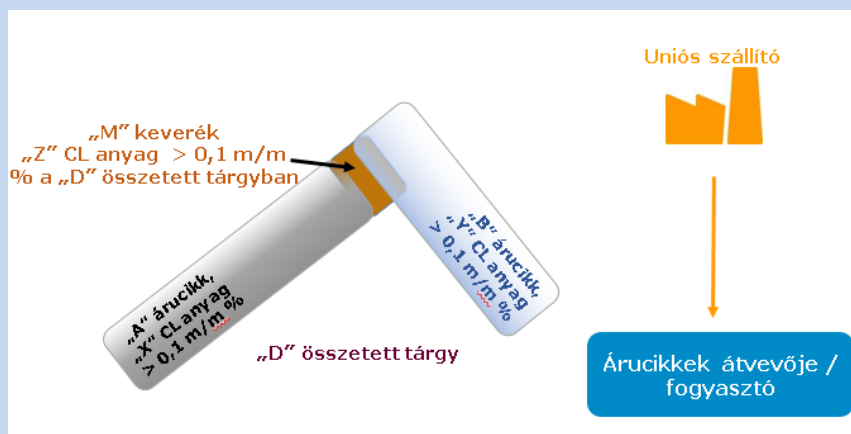 Uniós szállító
„M” keverék
„Z” CL anyag > 0,1 m/m
% a „D” összetett tárgyban
„A“ árucikk,
„X“ CL anyag
> 0,1 m/m %
„B“ árucikk,
„Y“ CL anyag
> 0,1 m/m %
„D” összetett tárgy
Árucikkek átvevője /
fogyasztó